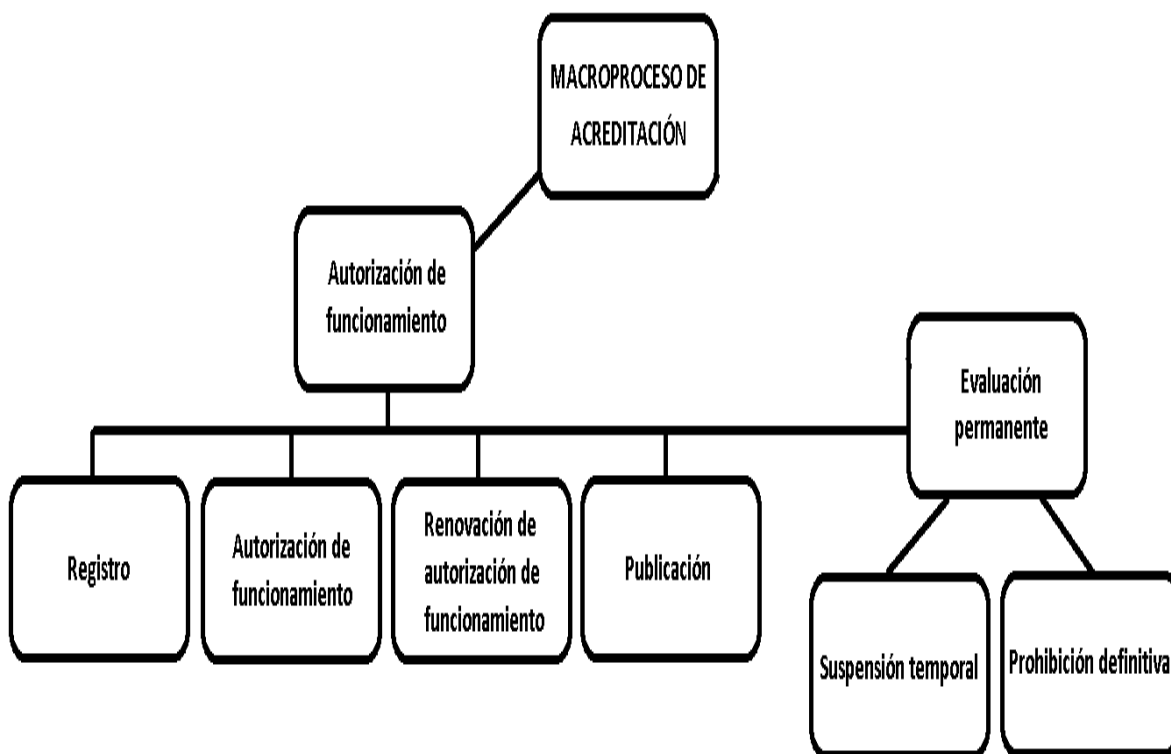 MACROPROCESO DE
ACREDITACIÓN
Autorización de
funcionamiento
Evaluación
permanente
Registro
Autorización de
funcionamiento
Renovación de
autorización de
funcionamiento
Publicación
Suspensión temporal
Prohibición definitiva